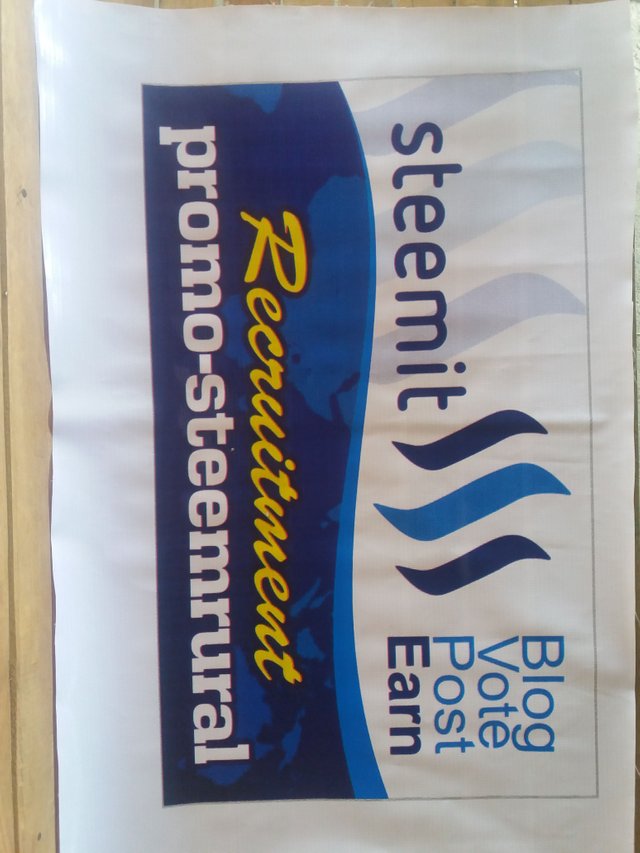 steemit
Blog
Vote
Post
Earn
Recruitment
promo-steemrural